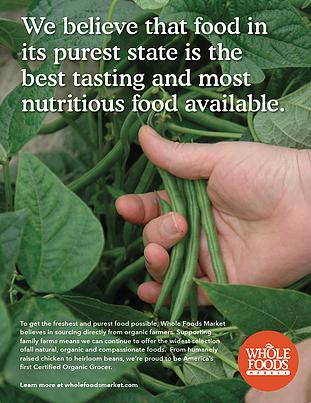 We believe that food in
its purest state is the
best tasting and most
nutritious food available.
To get the freshest and purest food possible, Whole Foods Market
believes in sourcing directly from organic farmers. Supporting
family farms means we can continue to offer the widest selection
ofall natural, organic and compassionate foods. From humanely
raised chicken to heirloom beans, we're proud to be America's
first Certified Organic Grocer.
Learn more at wholefoodsmarket.com
WHOLE
FOODS
MARKET